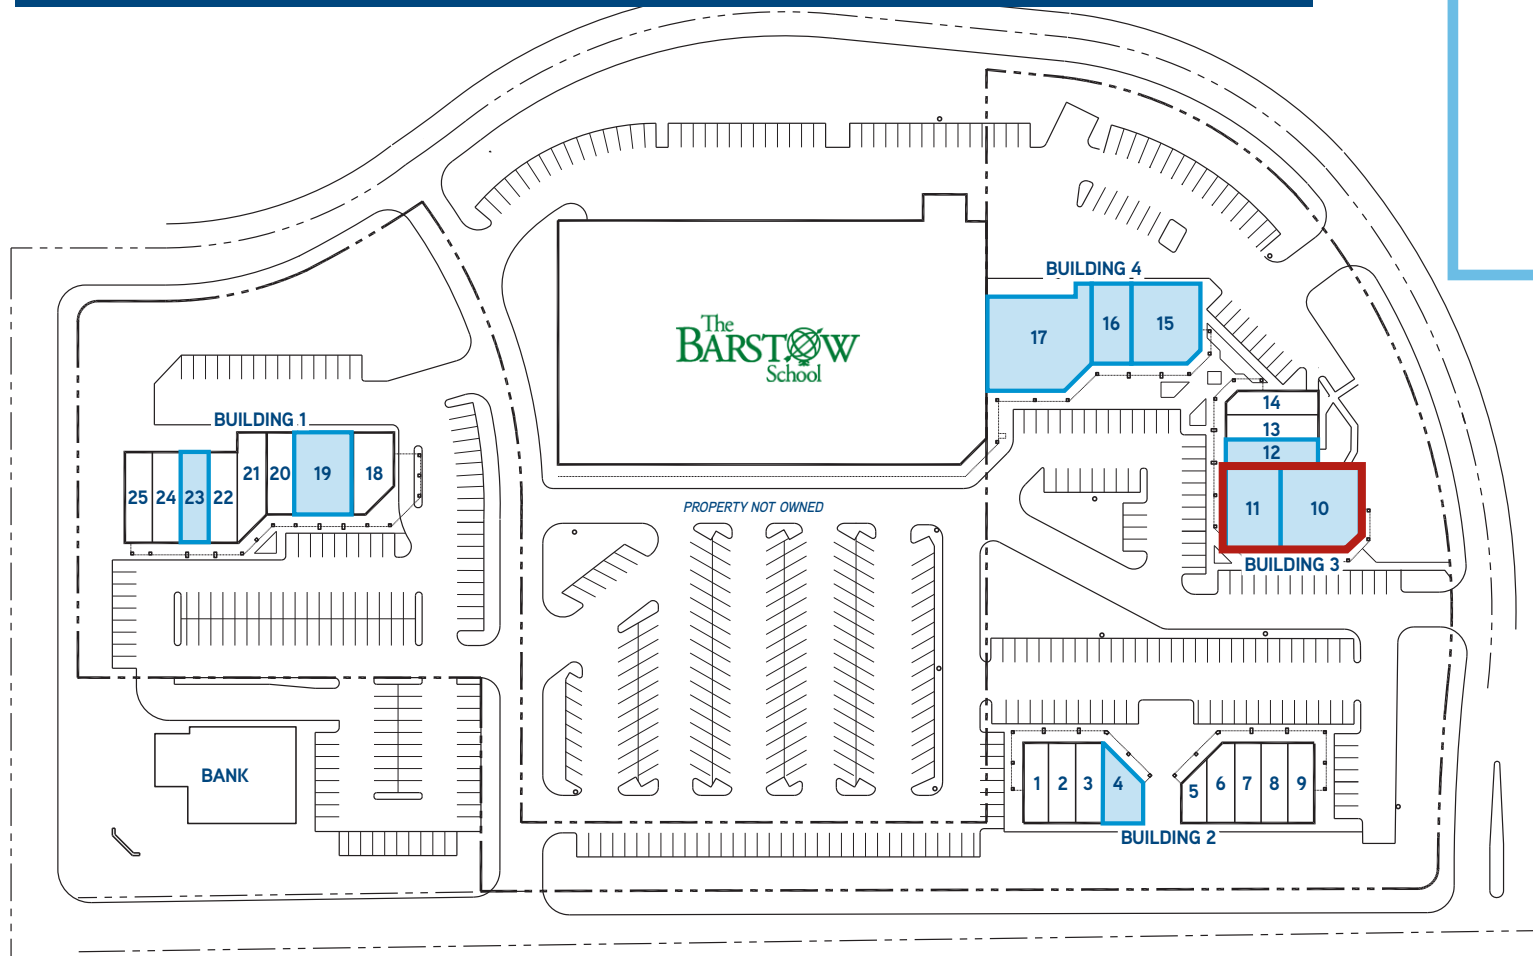 BUILDING 4
17
16
15
The
BARSTOW
School
14
13
12
11
10
BUILDING 3
BUILDING 1
25
24
23
22
21
20
19
18
PROPERTY NOT OWNED
BANK
1
2
3
4
5
6
7
8
9
BUILDING 2